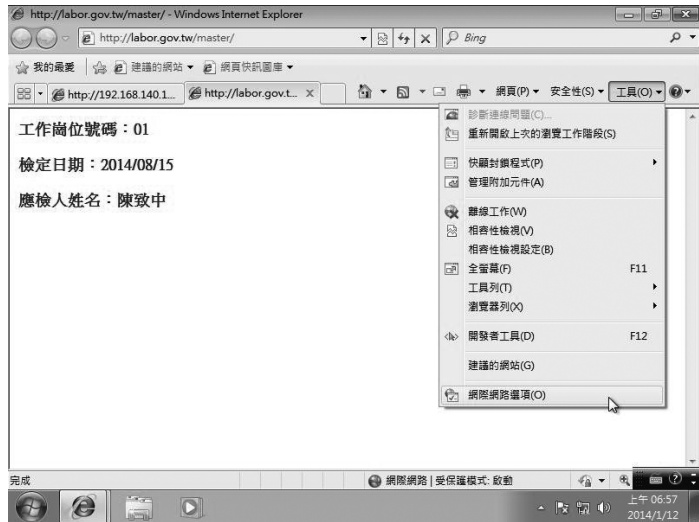 http://labor.gov.tw/master/ - Windows Internet Explorer
http://labor.gov.tw/master/
Bing
我的最愛 建議的網站 網頁快訊圖庫
http://192.168.140.1... http://labor.gov.t... X 網頁(P) 安全性(S) 工具(O)
工作崗位號碼：01
檢定日期：2014/08/15
應檢人姓名：陳致中
診斷連線問題(C)...
重新開啟上次的瀏覽工作階段(S)
快顯封鎖程式(P)
管理附加元件(A)
離線工作(W)
相容性檢視(V)
相容性檢視設定(B)
全螢幕(F) F11
工具列(T)
瀏覽器列(X)
開發者工具(D) F12
建議的網站(G)
網際網路選項(O)
完成 網際網路 | 受保護模式: 啟動
上午 06:57
2014/1/12